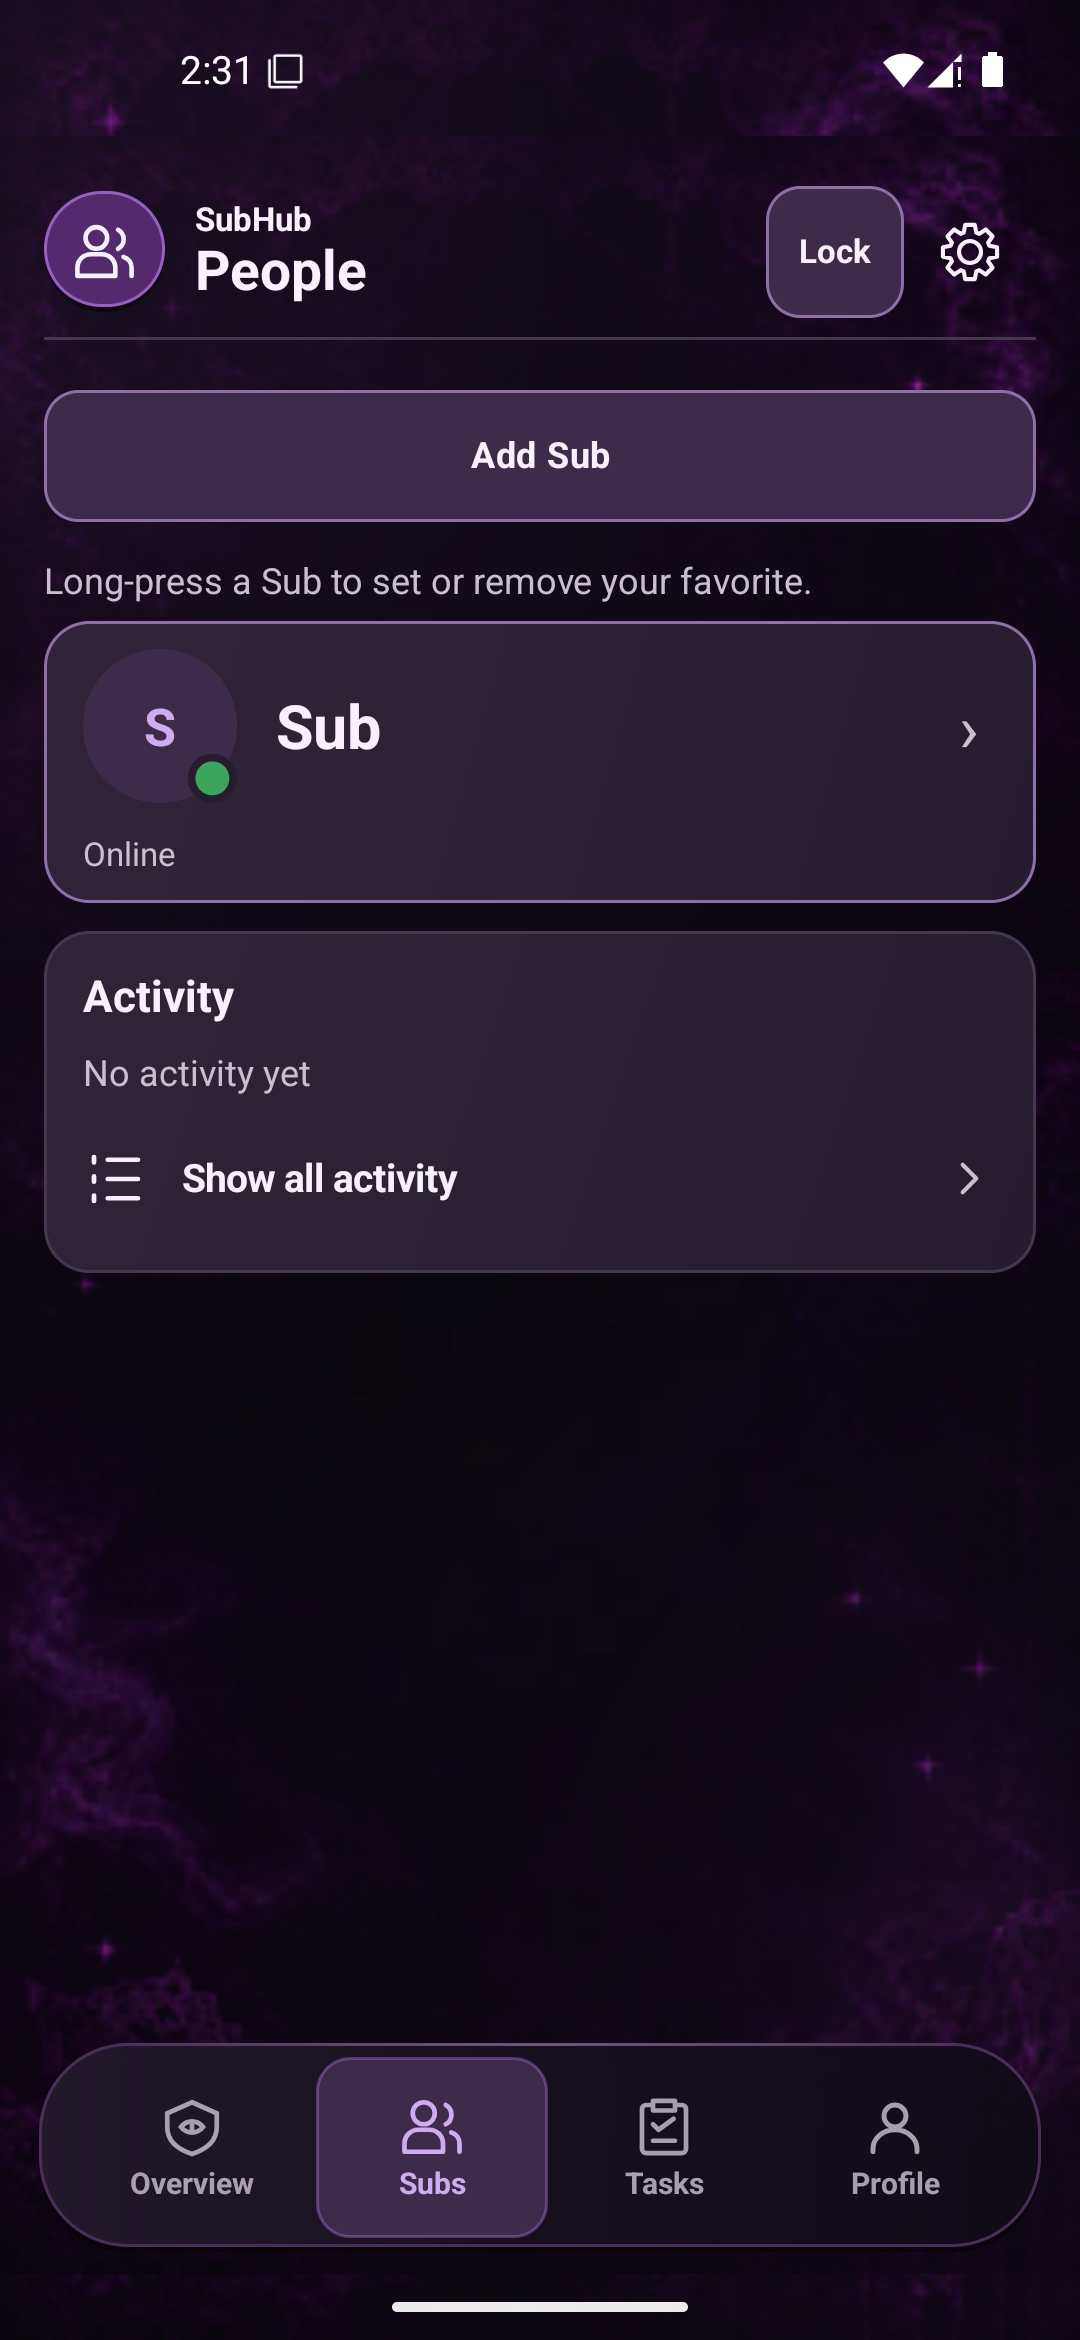 2:31
SubHub
People
Lock
Add Sub
Long-press a Sub to set or remove your favorite.
S
Sub
Online
Activity
No activity yet
Show all activity
Overview
Subs
Tasks
Profile